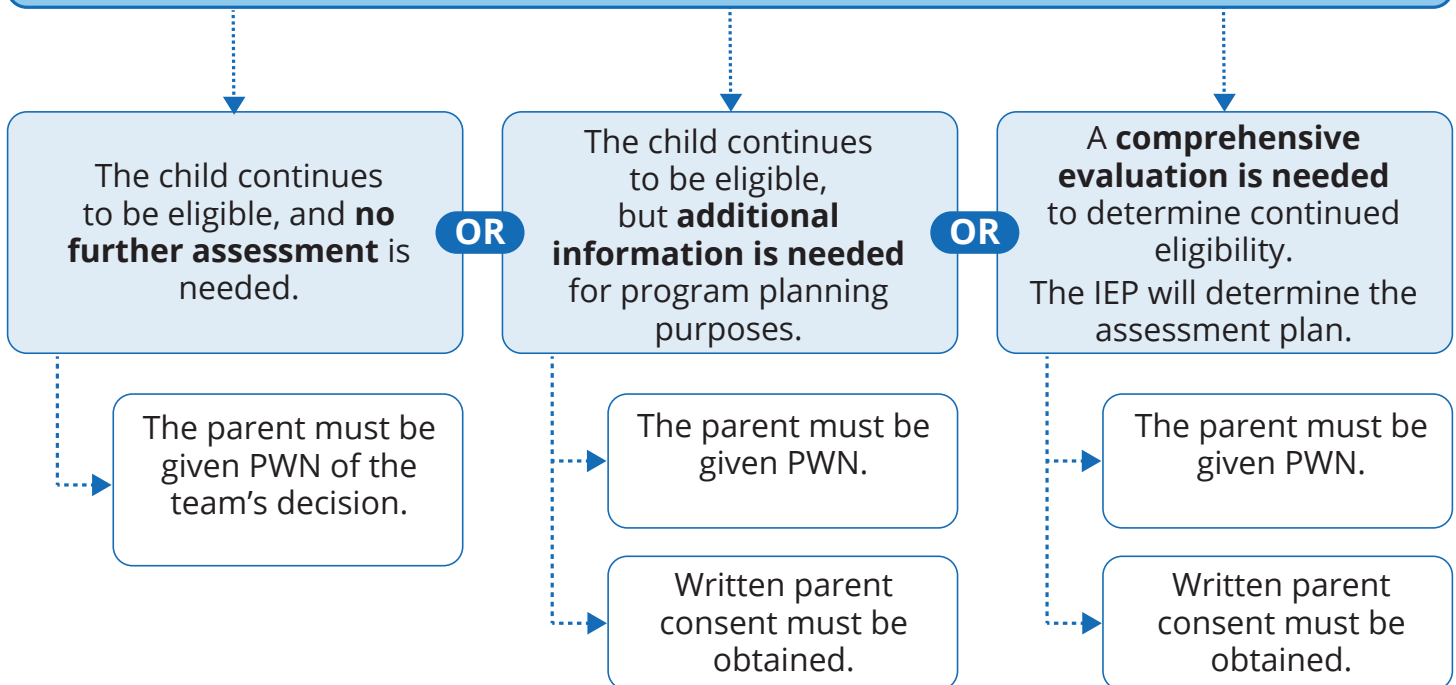 The child continues
to be eligible, and no
further assessment is
needed.
OR
The child continues
to be eligible,
but additional
information is needed
for program planning
purposes.
OR
A comprehensive
evaluation is needed
to determine continued
eligibility.
The IEP will determine the
assessment plan.
The parent must be
given PWN of the
team’s decision.
The parent must be
given PWN.
Written parent
consent must be
obtained.
The parent must be
given PWN.
Written parent
consent must be
obtained.